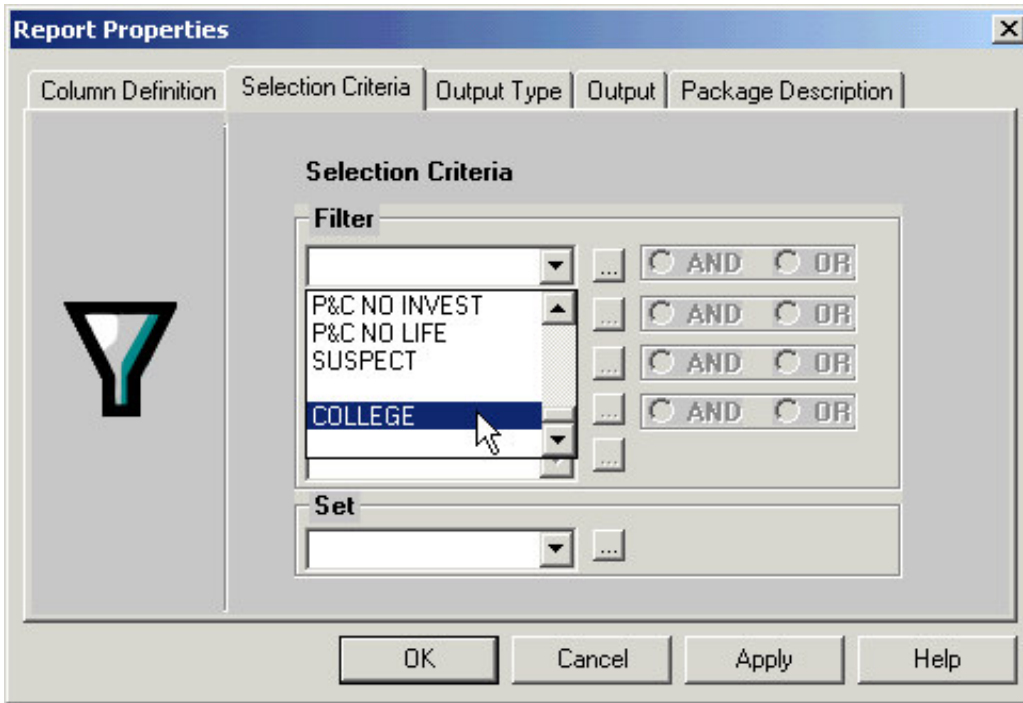 Report Properties
Column Definition Selection Criteria Output Type Output Package Description
Selection Criteria
Filter
... AND OR
P&C NO INVEST
P&C NO LIFE
SUSPECT
COLLEGE
... AND OR
... AND OR
... AND OR
...
Set
...
OK Cancel Apply Help